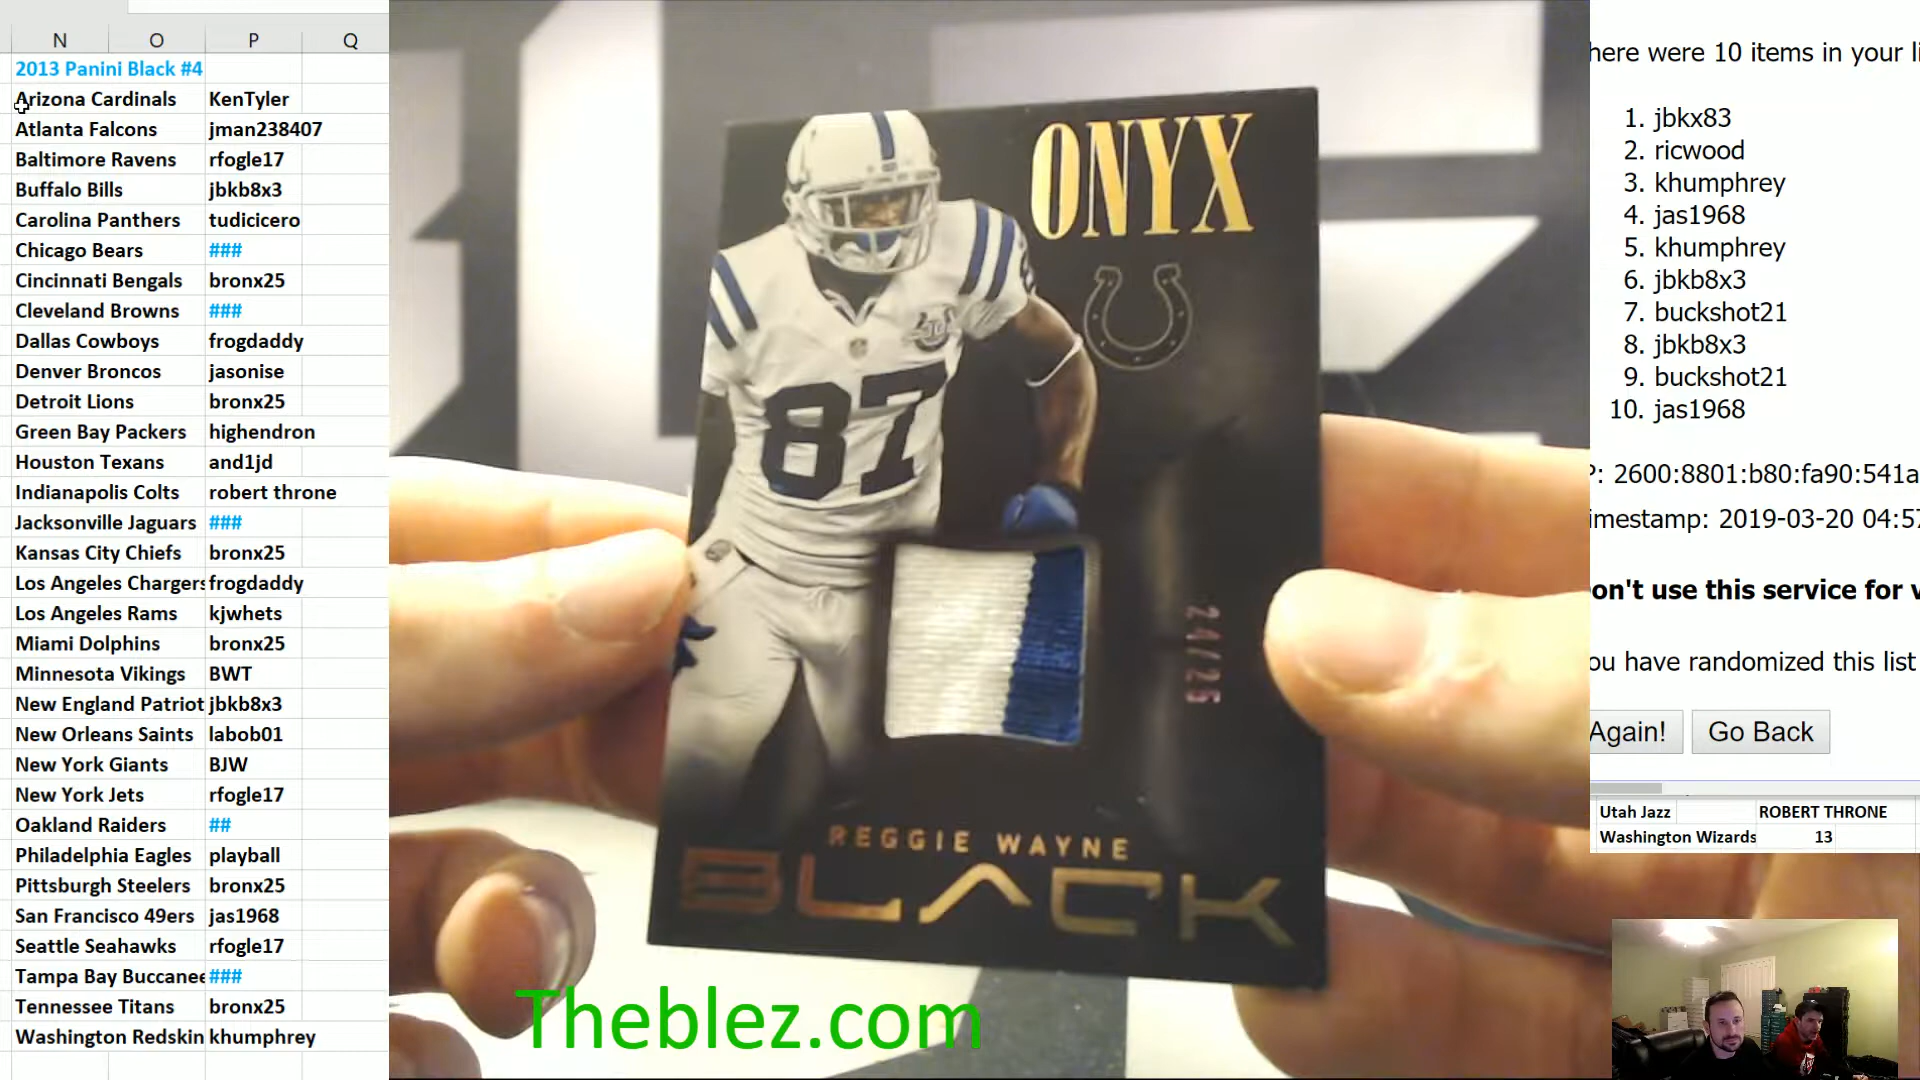 N O P Q
2013 Panini Black #4
Arizona Cardinals KenTyler
Atlanta Falcons jman238407
Baltimore Ravens rfogle17
Buffalo Bills jbkb8x3
Carolina Panthers tudicicero
Chicago Bears ###
Cincinnati Bengals bronx25
Cleveland Browns ###
Dallas Cowboys frogdaddy
Denver Broncos jasonise
Detroit Lions bronx25
Green Bay Packers highendron
Houston Texans and1jd
Indianapolis Colts robert throne
Jacksonville Jaguars ###
Kansas City Chiefs bronx25
Los Angeles Chargers frogdaddy
Los Angeles Rams kjwhets
Miami Dolphins bronx25
Minnesota Vikings BWT
New England Patriot jbkb8x3
New Orleans Saints labob01
New York Giants BJW
New York Jets rfogle17
Oakland Raiders ##
Philadelphia Eagles playball
Pittsburgh Steelers bronx25
San Francisco 49ers jas1968
Seattle Seahawks rfogle17
Tampa Bay Buccanee ###
Tennessee Titans bronx25
Washington Redskin khumphrey
ONYX
87
24/25
REGGIE WAYNE
BLACK
Theblez.com
here were 10 items in your li
1. jbkx83
2. ricwood
3. khumphrey
4. jas1968
5. khumphrey
6. jbkb8x3
7. buckshot21
8. jbkb8x3
9. buckshot21
10. jas1968
P: 2600:8801:b80:fa90:541a
imestamp: 2019-03-20 04:57
on't use this service for v
ou have randomized this list
Again! Go Back
Utah Jazz ROBERT THRONE
Washington Wizards 13